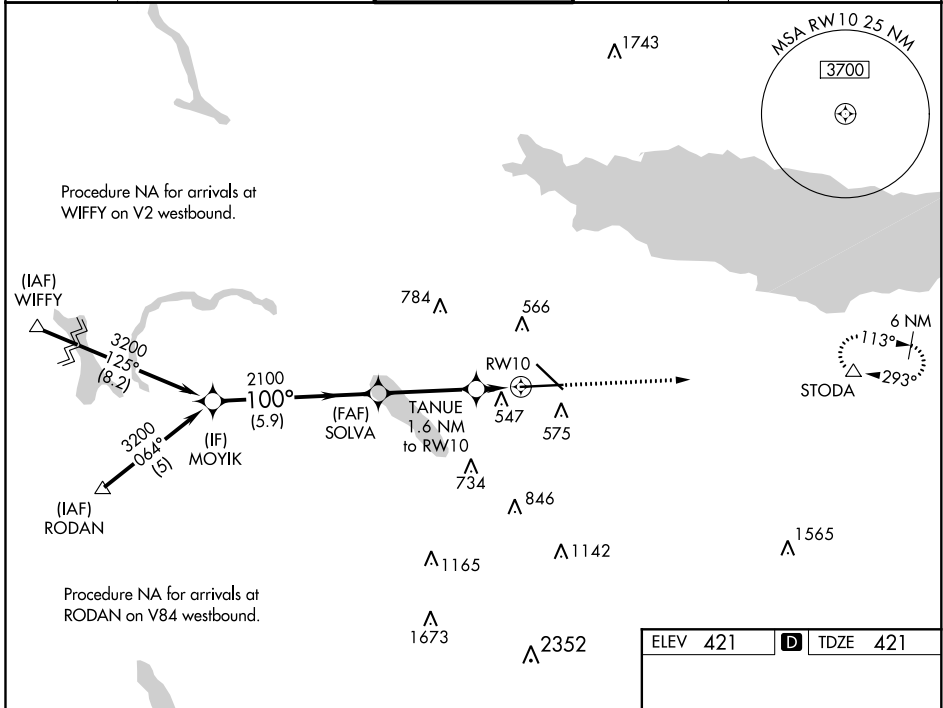 1743
MSA RW10 25 NM
3700
Procedure NA for arrivals at
WIFFY on V2 westbound.
(IAF)
WIFFY
3200
125°
(8.2)
784
566
6 NM
113°
293°
STODA
RW10
2100
100°
(5.9)
(IF)
MOYIK
(FAF)
SOLVA
TANUE
1.6 NM
to RW10
547
575
3200
064°
(5)
(IAF)
RODAN
734
846
1165
1142
1565
Procedure NA for arrivals at
RODAN on V84 westbound.
1673
2352
ELEV 421 D TDZE 421